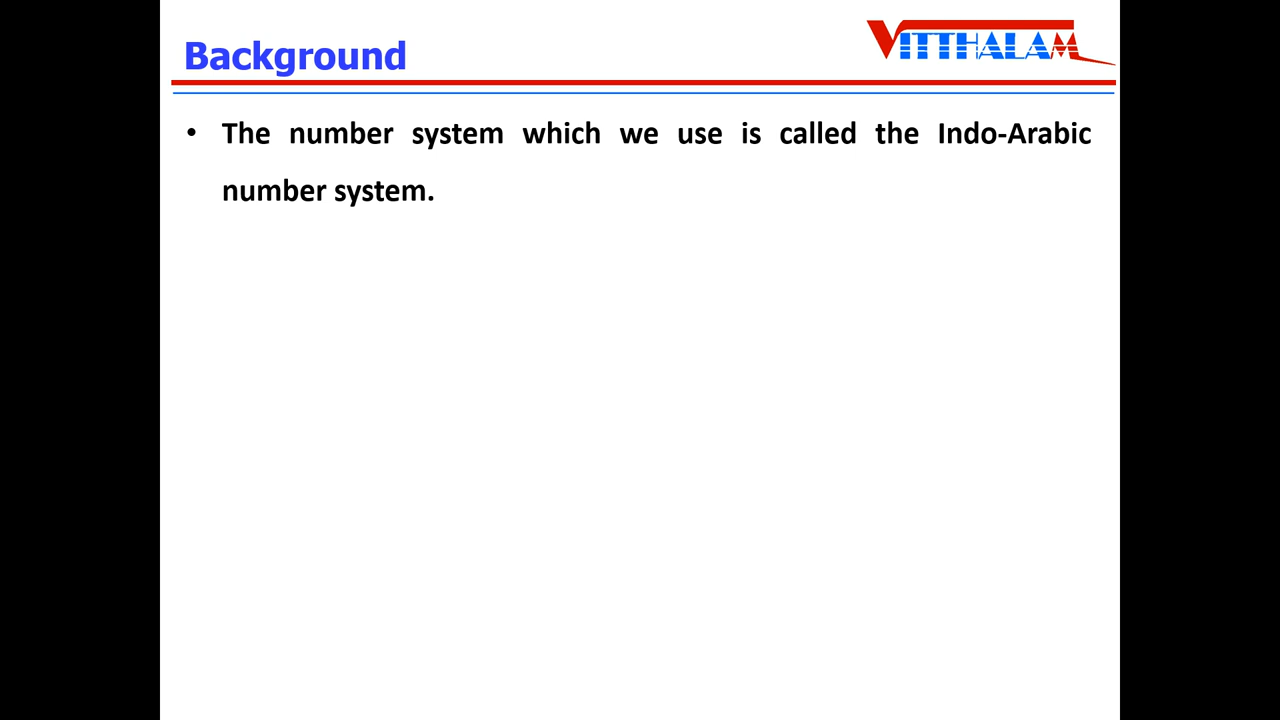 Background
VITTHALAM
• The number system which we use is called the Indo-Arabic
number system.